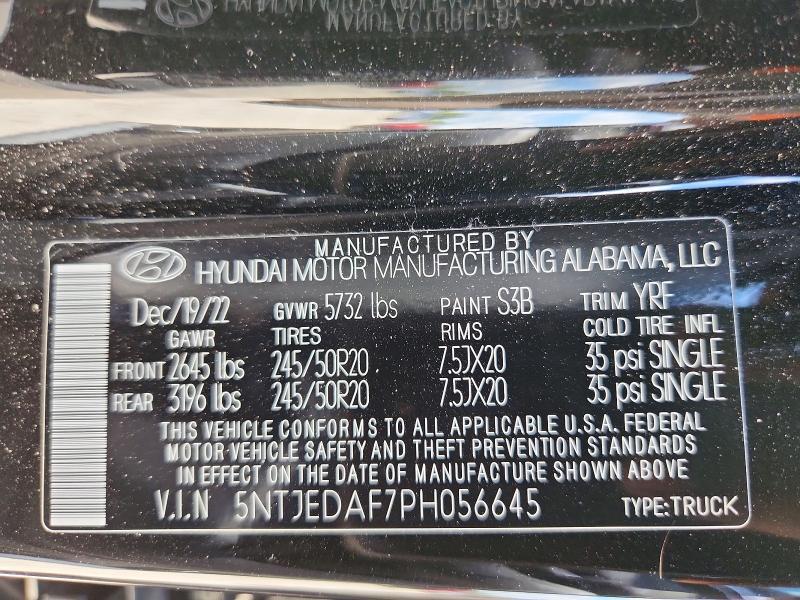 MANUFACTURED BY
HYUNDAI MOTOR MANUFACTURING ALABAMA, LLC
Dec/19/22 GVWR 5732 lbs PAINT S3B TRIM YRF
GAWR TIRES RIMS COLD TIRE INFL
FRONT 2645 lbs 245/50R20 7.5JX20 35 psi SINGLE
REAR 3196 lbs 245/50R20 7.5JX20 35 psi SINGLE
THIS VEHICLE CONFORMS TO ALL APPLICABLE U.S.A. FEDERAL
MOTOR VEHICLE SAFETY AND THEFT PREVENTION STANDARDS
IN EFFECT ON THE DATE OF MANUFACTURE SHOWN ABOVE
V.I.N 5NTJEDAF7PH056645 TYPE:TRUCK